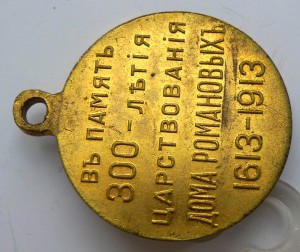 ВЪ ПАМЯТЬ
300-ЛѢТІЯ
ЦАРСТВОВАНІЯ
ДОМА РОМАНОВЫХЪ
1613-1913